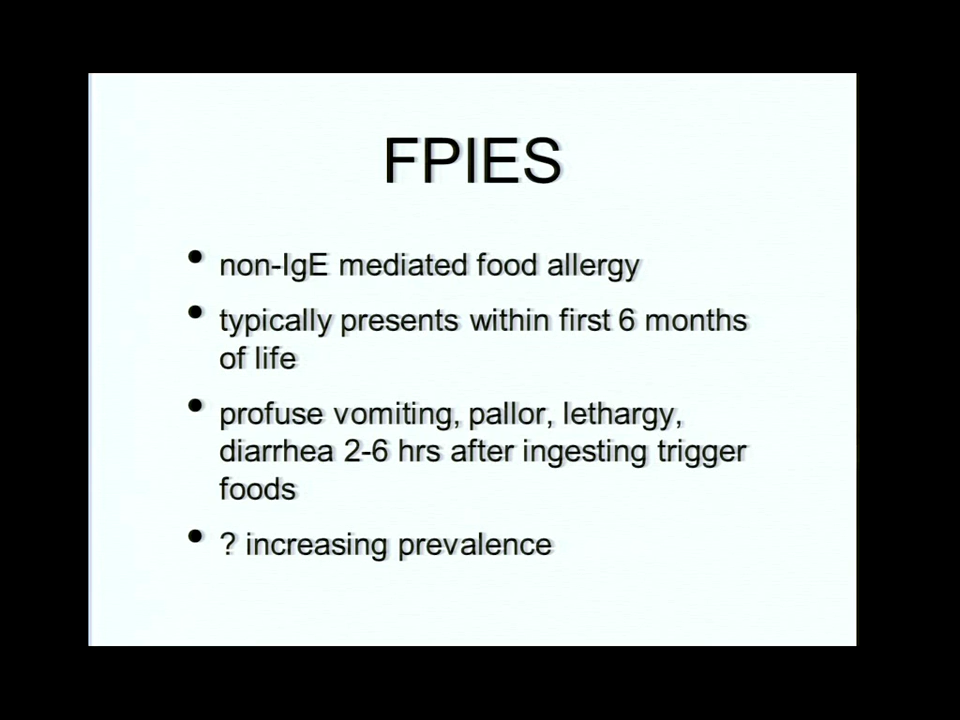 FPIES
• non-IgE mediated food allergy
• typically presents within first 6 months
of life
• profuse vomiting, pallor, lethargy,
diarrhea 2-6 hrs after ingesting trigger
foods
• ? increasing prevalence